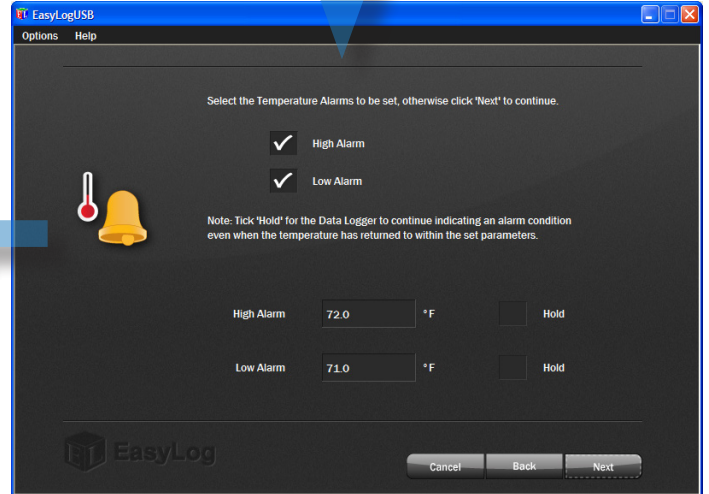 EasyLogUSB
Options Help
Select the Temperature Alarms to be set, otherwise click 'Next' to continue.
High Alarm
Low Alarm
Note: Tick 'Hold' for the Data Logger to continue indicating an alarm condition
even when the temperature has returned to within the set parameters.
High Alarm 72.0 °F Hold
Low Alarm 71.0 °F Hold
EL EasyLog
Cancel Back Next